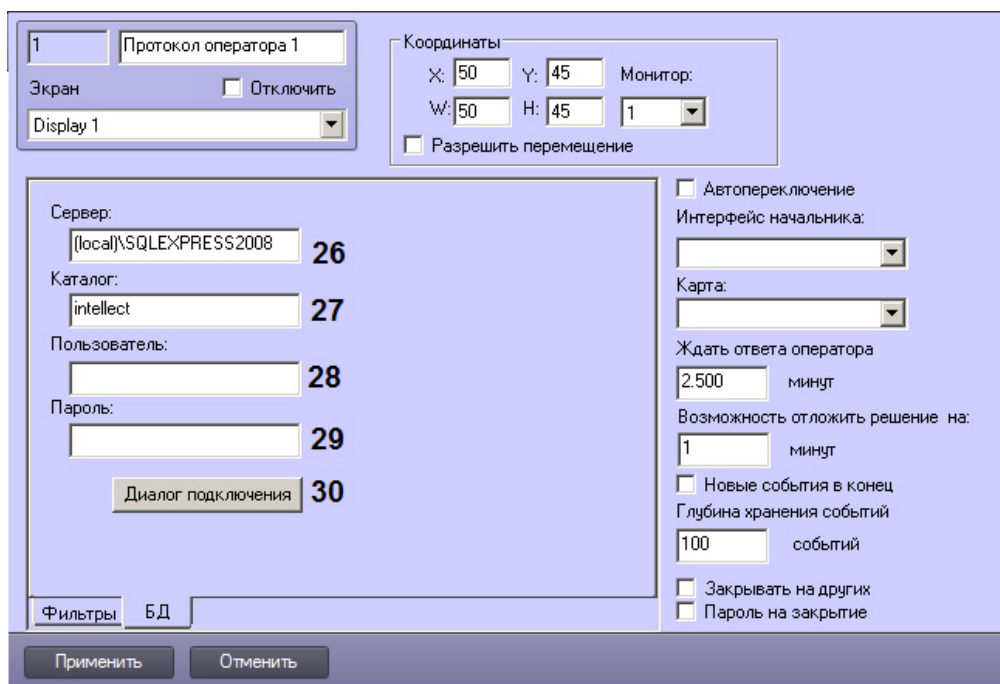 1
Протокол оператора 1
Экран
Отключить
Display 1
Координаты
X: 50 Y: 45 Монитор:
W: 50 H: 45 1
Разрешить перемещение
Сервер:
(local)\SQLEXPRESS2008 26
Каталог:
intellect 27
Пользователь:
28
Пароль:
29
Диалог подключения 30
Фильтры БД
Автопереключение
Интерфейс начальника:
Карта:
Ждать ответа оператора
2.500 минут
Возможность отложить решение на:
1 минут
Новые события в конец
Глубина хранения событий
100 событий
Закрывать на других
Пароль на закрытие
Применить Отменить